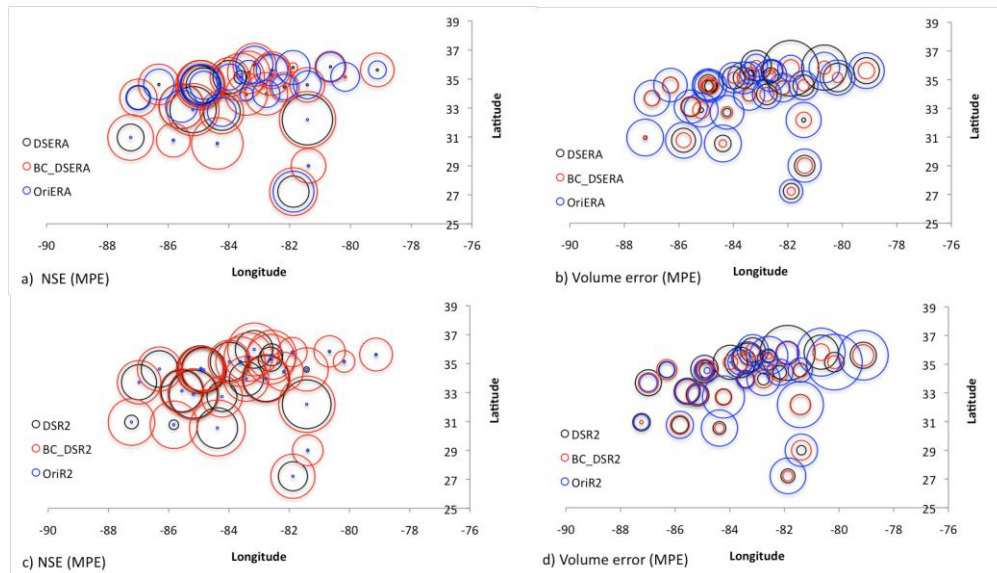 39
37
35
33
31
29
27
25
Latitude
DSERA
BC_DSERA
OriERA
-90 -88 -86 -84 -82 -80 -78 -76
Longitude
a) NSE (MPE)
39
37
35
33
31
29
27
25
Latitude
DSERA
BC_DSERA
OriERA
-90 -88 -86 -84 -82 -80 -78 -76
Longitude
b) Volume error (MPE)
39
37
35
33
31
29
27
25
Latitude
DSR2
BC_DSR2
OriR2
-90 -88 -86 -84 -82 -80 -78 -76
Longitude
c) NSE (MPE)
39
37
35
33
31
29
27
25
Latitude
DSR2
BC_DSR2
OriR2
-90 -88 -86 -84 -82 -80 -78 -76
Longitude
d) Volume error (MPE)